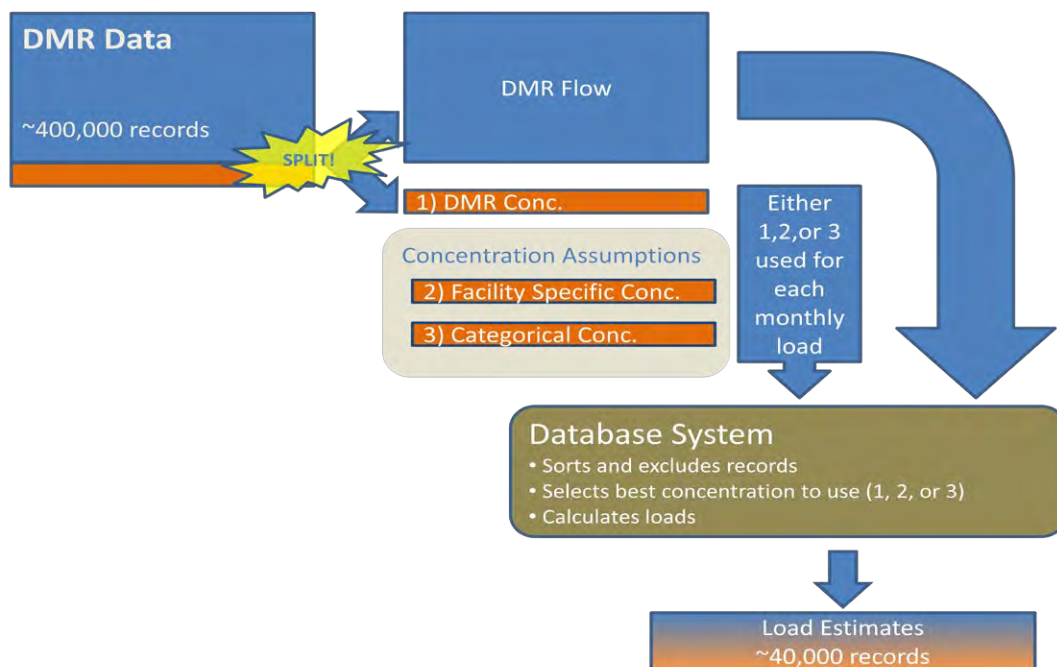 DMR Data
~400,000 records
SPLIT!
DMR Flow
1) DMR Conc.
Concentration Assumptions
2) Facility Specific Conc.
3) Categorical Conc.
Either
1,2,or 3
used for
each
monthly
load
Database System
• Sorts and excludes records
• Selects best concentration to use (1, 2, or 3)
• Calculates loads
Load Estimates
~40,000 records